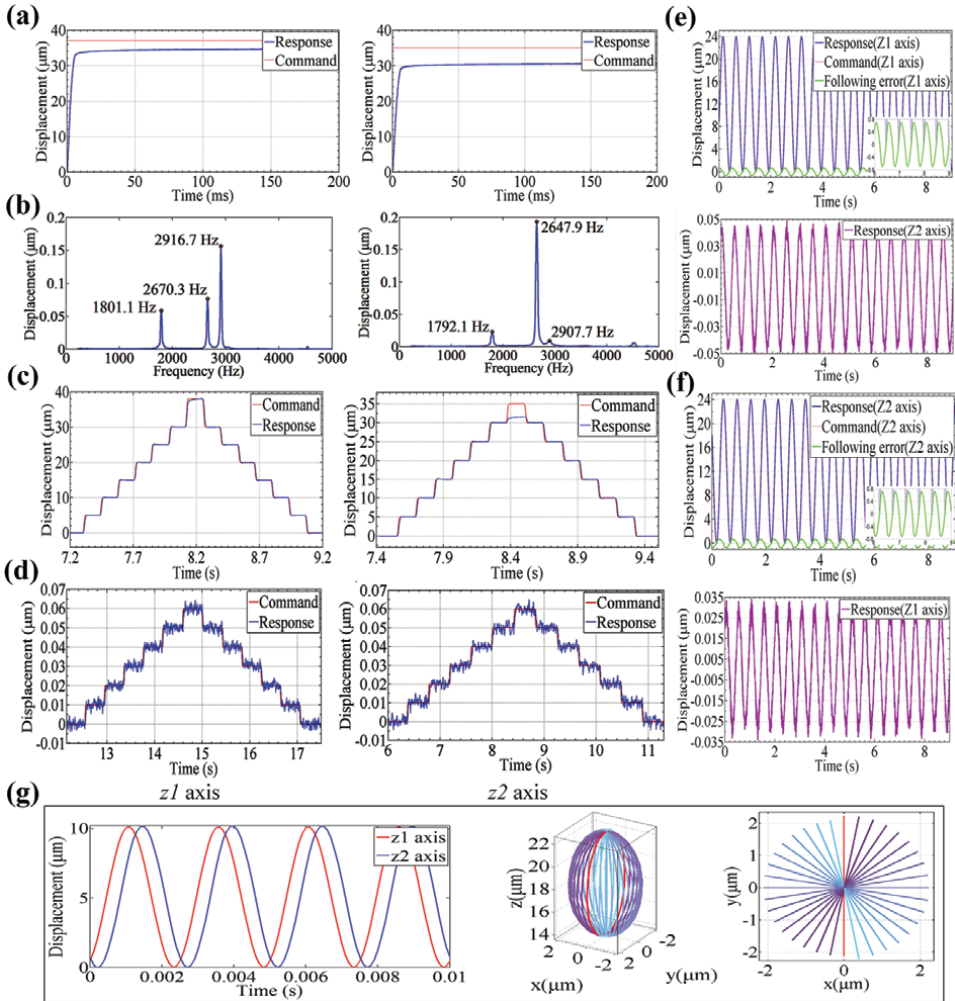 (a)
40
30
20
10
0
Displacement (μm)
Response
Command
0 50 100 150 200
Time (ms)
40
30
20
10
0
Displacement (μm)
Response
Command
0 50 100 150 200
Time (ms)
(b)
0.2
0.15
0.1
0.05
0
Displacement (μm)
1801.1 Hz
2670.3 Hz
2916.7 Hz
0 1000 2000 3000 4000 5000
Frequency (Hz)
0.2
0.15
0.1
0.05
0
Displacement (μm)
2647.9 Hz
1792.1 Hz
2907.7 Hz
0 1000 2000 3000 4000 5000
Frequency (Hz)
(c)
40
30
20
10
0
Displacement (μm)
Command
Response
7.2 7.7 8.2 8.7 9.2
Time (s)
35
30
25
20
15
10
5
0
Displacement (μm)
Command
Response
7.4 7.9 8.4 8.9 9.4
Time (s)
(d)
0.07
0.06
0.05
0.04
0.03
0.02
0.01
0
-0.01
Displacement (μm)
Command
Response
13 14 15 16 17
Time (s)
z1 axis
0.07
0.06
0.05
0.04
0.03
0.02
0.01
0
-0.01
Displacement (μm)
Command
Response
6 7 8 9 10 11
Time (s)
z2 axis
(e)
24
20
16
12
8
4
0
Displacement (μm)
Response(Z1 axis)
Command(Z1 axis)
Following error(Z1 axis)
0 2 4 6 8
Time (s)
0.05
0.03
0.01
-0.01
-0.03
-0.05
Displacement (μm)
Response(Z2 axis)
0 2 4 6 8
Time (s)
(f)
24
20
16
12
8
4
0
Displacement (μm)
Response(Z2 axis)
Command(Z2 axis)
Following error(Z2 axis)
0 2 4 6 8
Time (s)
0.035
0.025
0.015
0.005
-0.005
-0.015
-0.025
-0.035
Displacement (μm)
Response(Z1 axis)
0 2 4 6 8
Time (s)
(g)
10
5
0
Displacement (μm)
z1 axis
z2 axis
0 0.002 0.004 0.006 0.008 0.01
Time (s)
22
20
18
16
14
z(μm)
2 0 -2
x(μm)
2 0 -2
y(μm)
2
1
0
-1
-2
y(μm)
-2 0 2
x(μm)